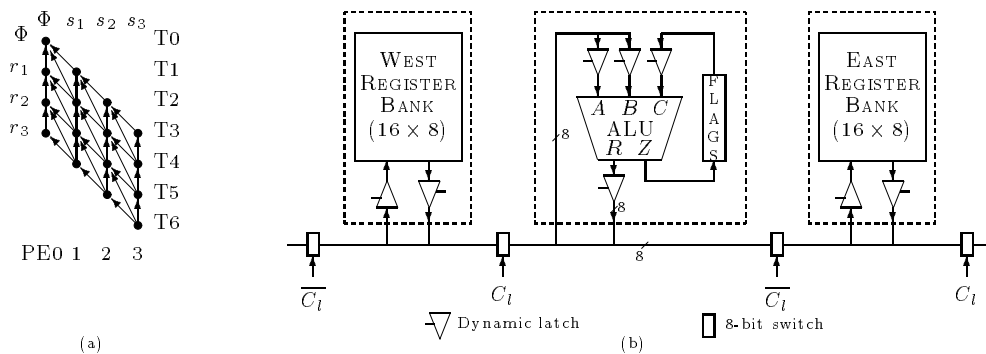 Φ s1 s2 s3
Φ T0
r1 T1
r2 T2
r3 T3
T4
T5
T6
PE0 1 2 3
(a)
WEST
REGISTER
BANK
(16 × 8)
8
A B C
ALU
R Z
FLAGS
8
EAST
REGISTER
BANK
(16 × 8)
8
C̅l̅
Cl
C̅l̅
Cl
Dynamic latch
8-bit switch
(b)